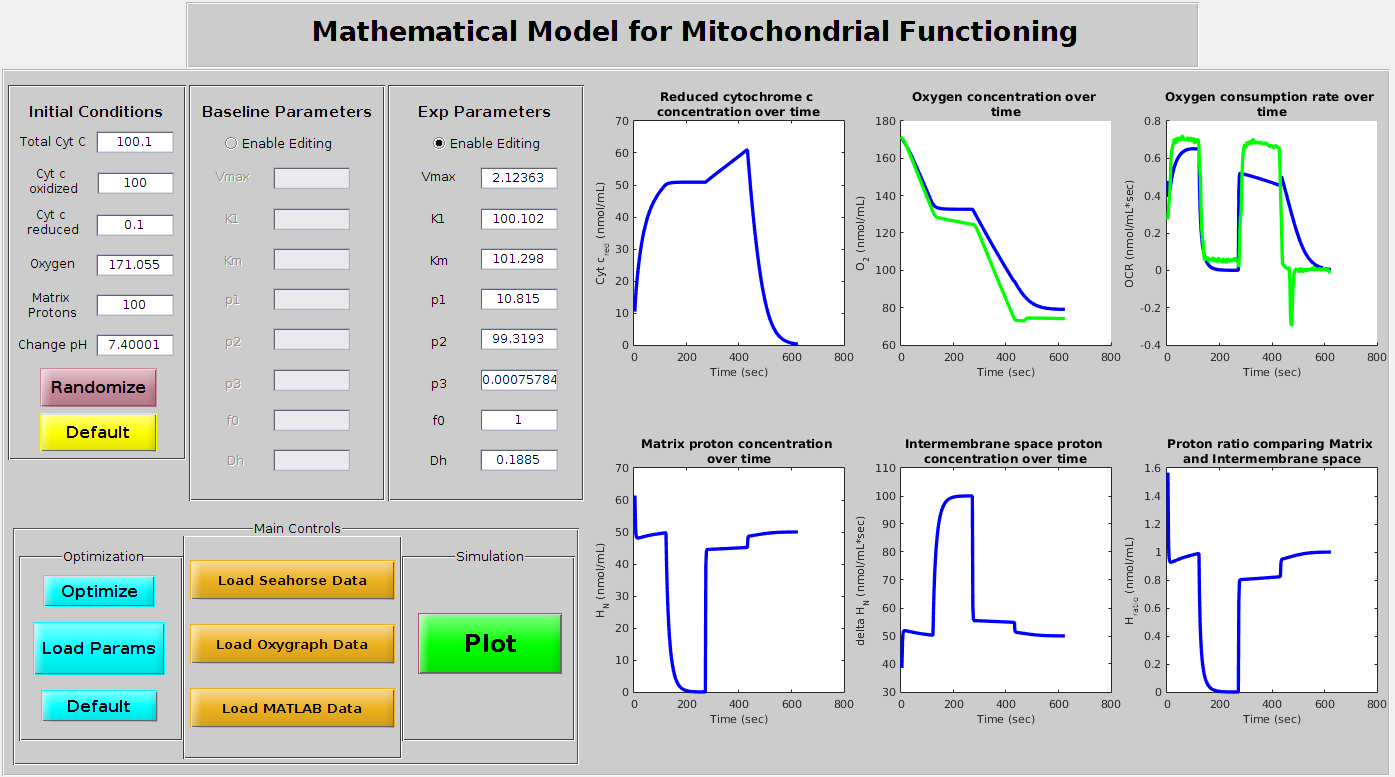 Mathematical Model for Mitochondrial Functioning
Initial Conditions
Total Cyt C 100.1
Cyt c
oxidized 100
Cyt c
reduced 0.1
Oxygen 171.055
Matrix
Protons 100
Change pH 7.40001
Randomize
Default
Baseline Parameters
Enable Editing
Vmax
K1
Km
p1
p2
p3
f0
Dh
Exp Parameters
Enable Editing
Vmax 2.12363
K1 100.102
Km 101.298
p1 10.815
p2 99.3193
p3 0.00075784
f0 1
Dh 0.1885
Main Controls
Optimization
Optimize
Load Params
Default
Load Seahorse Data
Load Oxygraph Data
Load MATLAB Data
Simulation
Plot
Reduced cytochrome c
concentration over time
Cyt c_red (nmol/mL)
70
60
50
40
30
20
10
0
0 200 400 600 800
Time (sec)
Oxygen concentration over
time
O_2 (nmol/mL)
180
160
140
120
100
80
60
0 200 400 600 800
Time (sec)
Oxygen consumption rate over
time
OCR (nmol/mL*sec)
0.8
0.6
0.4
0.2
0
-0.2
-0.4
0 200 400 600 800
Time (sec)
Matrix proton concentration
over time
H_N (nmol/mL)
70
60
50
40
30
20
10
0
0 200 400 600 800
Time (sec)
Intermembrane space proton
concentration over time
delta H_N (nmol/mL*sec)
110
100
90
80
70
60
50
40
30
0 200 400 600 800
Time (sec)
Proton ratio comparing Matrix
and Intermembrane space
H_ratio (nmol/mL)
1.6
1.4
1.2
1
0.8
0.6
0.4
0.2
0
0 200 400 600 800
Time (sec)